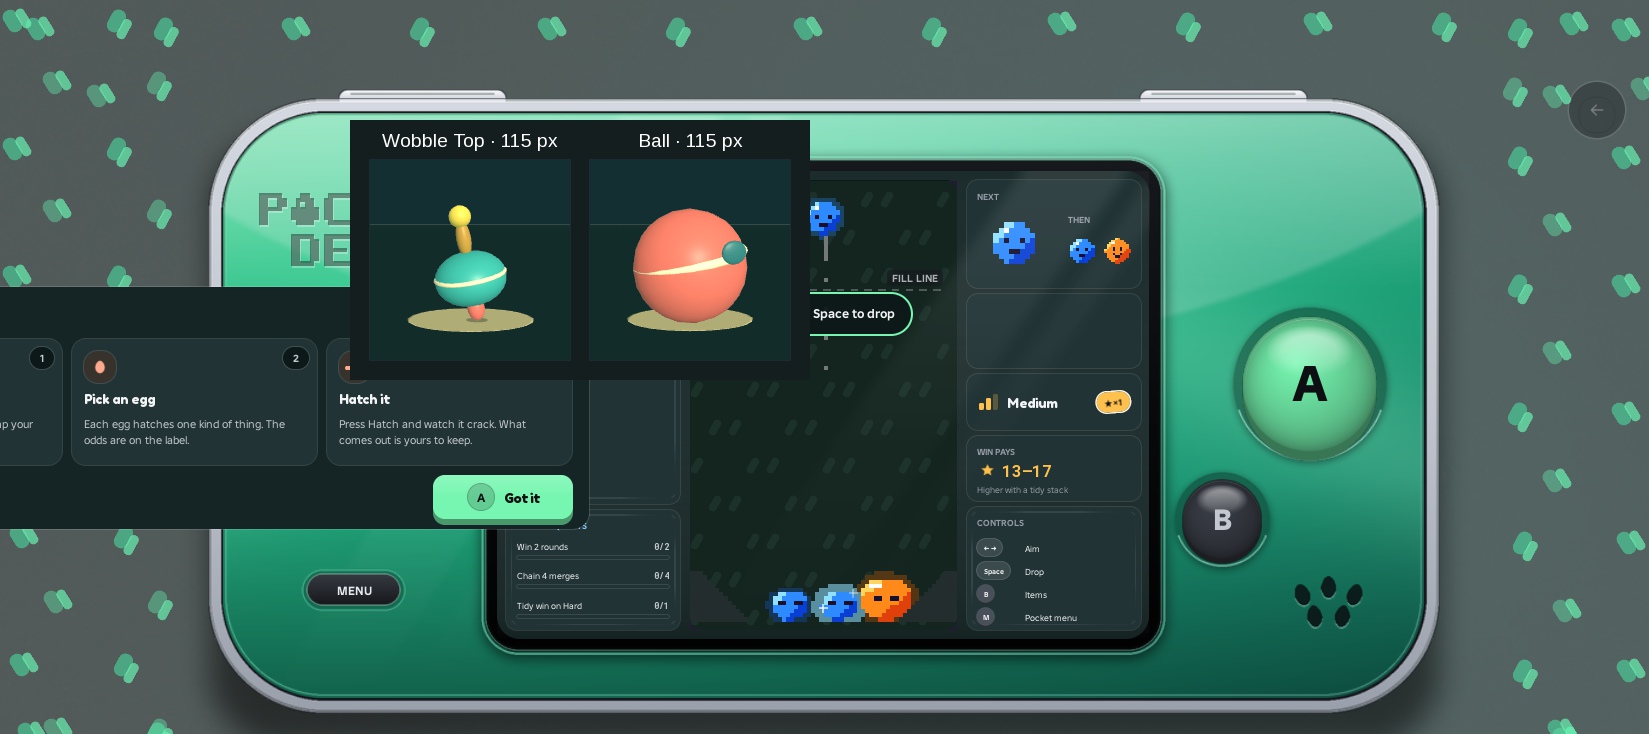 Wobble Top · 115 px
Ball · 115 px
NEXT
THEN
FILL LINE
Space to drop
1
2
Pick an egg
Each egg hatches one kind of thing. The
odds are on the label.
Hatch it
Press Hatch and watch it crack. What
comes out is yours to keep.
A Got it
Medium
★×1
WIN PAYS
★ 13–17
Higher with a tidy stack
CONTROLS
←→ Aim
Space Drop
B Items
M Pocket menu
Win 2 rounds 0/2
Chain 4 merges 0/4
Tidy win on Hard 0/1
MENU
A
B